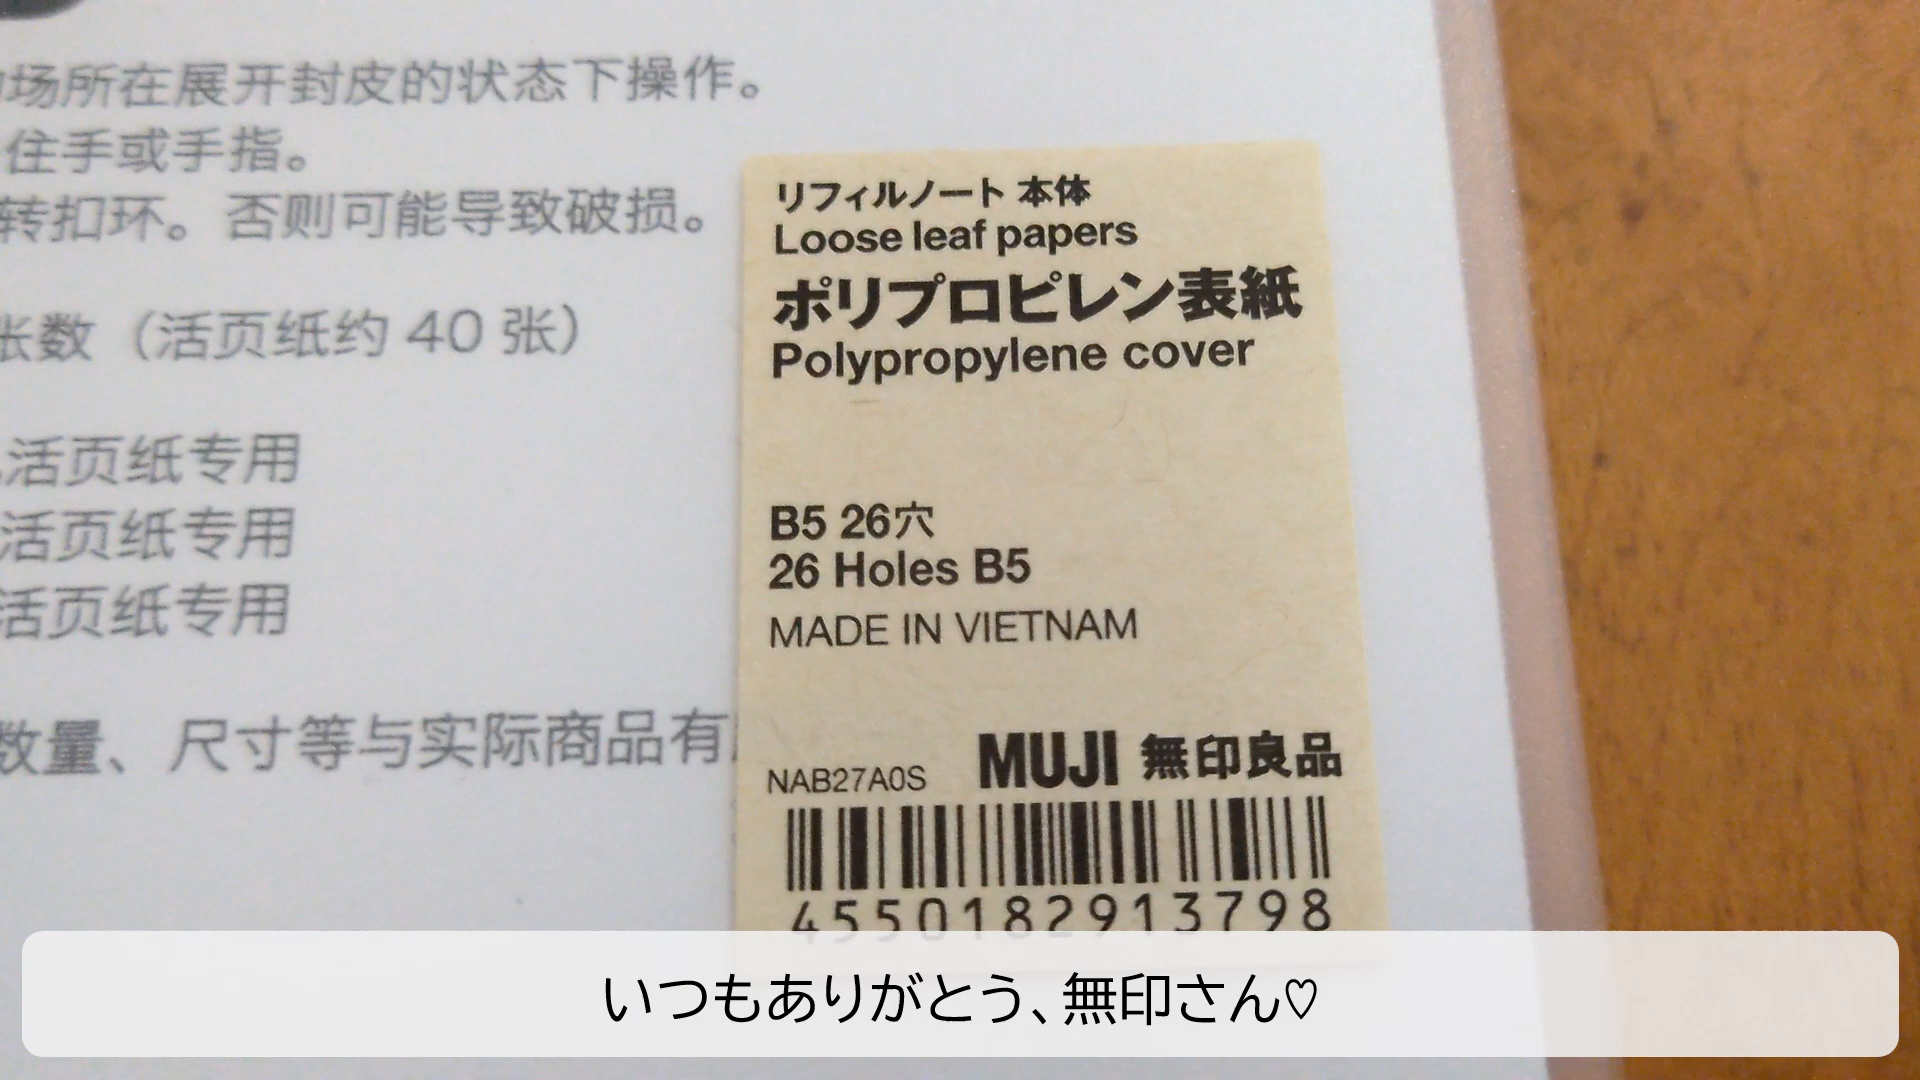 场所在展开封皮的状态下操作。
住手或手指。
转扣环。否则可能导致破损。
张数（活页纸约 40 张）
活页纸专用
活页纸专用
活页纸专用
数量、尺寸等与实际商品有
リフィルノート 本体
Loose leaf papers
ポリプロピレン表紙
Polypropylene cover
B5 26穴
26 Holes B5
MADE IN VIETNAM
NAB27A0S MUJI 無印良品
4550182913798
いつもありがとう、無印さん♡